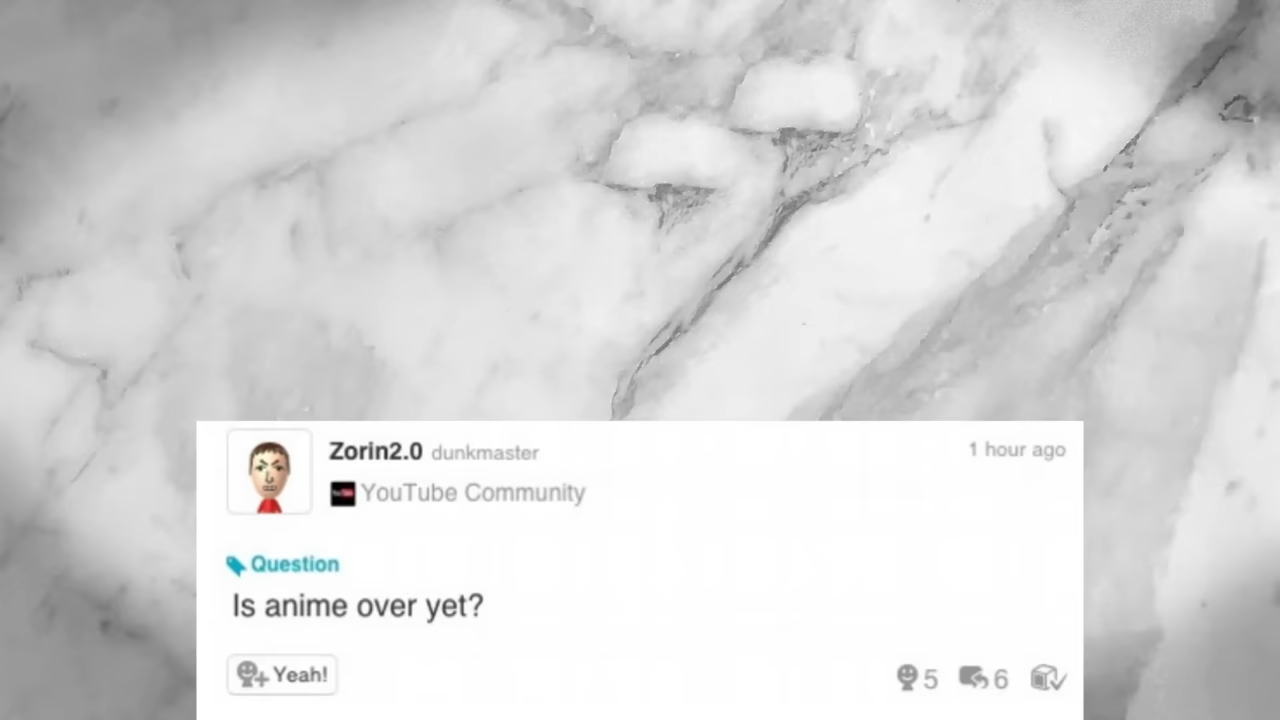 Zorin2.0 dunkmaster 1 hour ago
YouTube Community
Question
Is anime over yet?
Yeah! 5 6